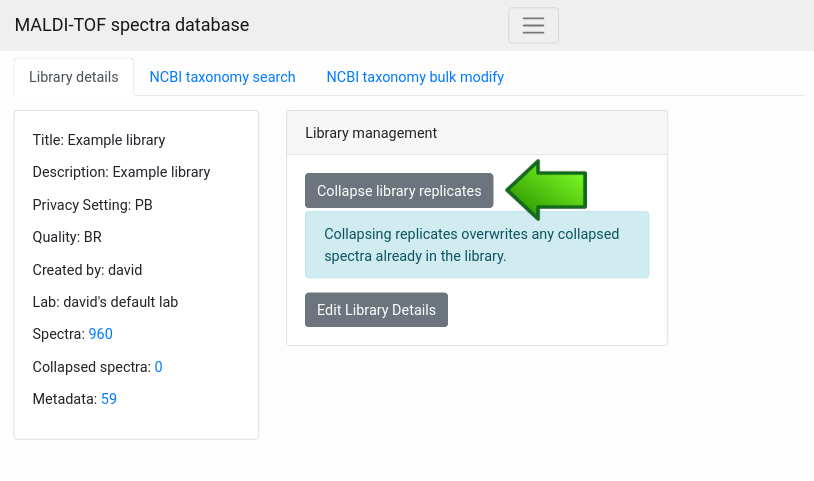 MALDI-TOF spectra database
Library details
NCBI taxonomy search
NCBI taxonomy bulk modify
Title: Example library
Description: Example library
Privacy Setting: PB
Quality: BR
Created by: david
Lab: david's default lab
Spectra: 960
Collapsed spectra: 0
Metadata: 59
Library management
Collapse library replicates
Collapsing replicates overwrites any collapsed
spectra already in the library.
Edit Library Details